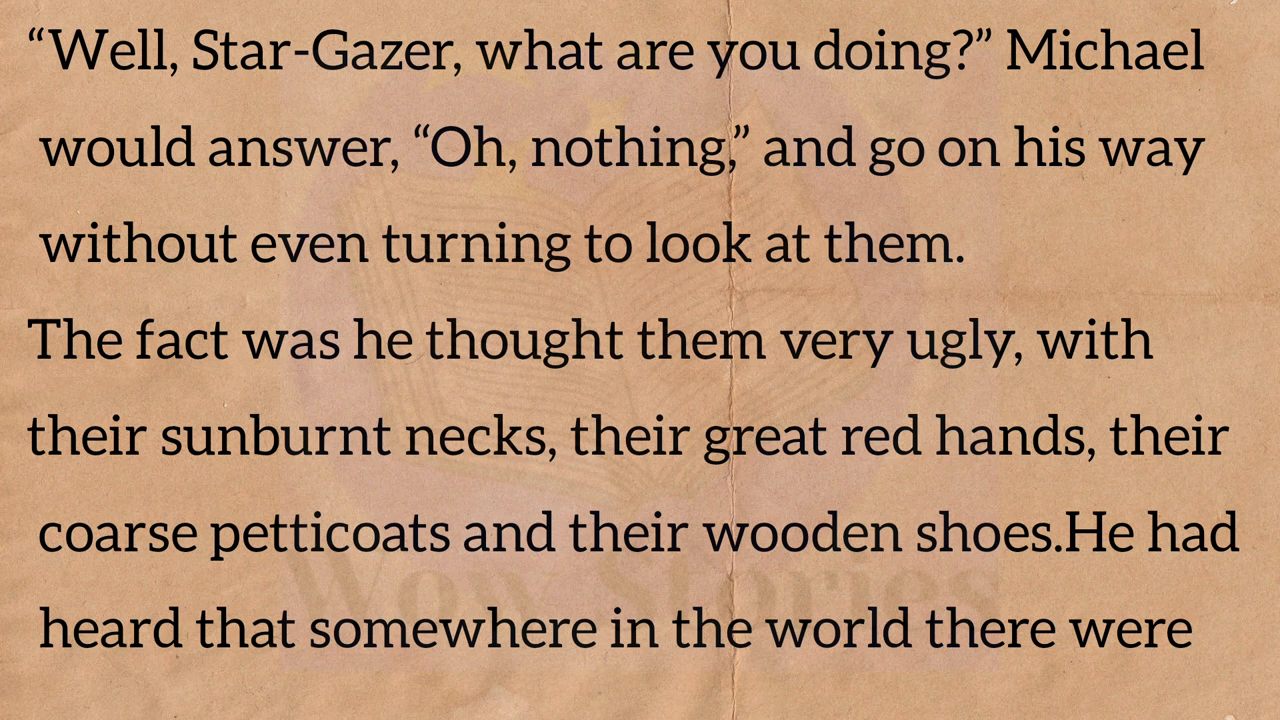 “Well, Star-Gazer, what are you doing?” Michael
would answer, “Oh, nothing,” and go on his way
without even turning to look at them.
The fact was he thought them very ugly, with
their sunburnt necks, their great red hands, their
coarse petticoats and their wooden shoes.He had
heard that somewhere in the world there were
Wow Stories